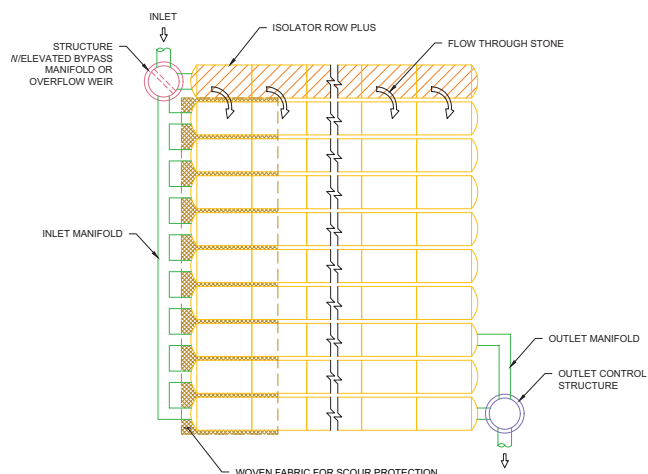 INLET
ISOLATOR ROW PLUS
STRUCTURE
W/ELEVATED BYPASS
MANIFOLD OR
OVERFLOW WEIR
FLOW THROUGH STONE
INLET MANIFOLD
OUTLET MANIFOLD
OUTLET CONTROL
STRUCTURE
WOVEN FABRIC FOR SCOUR PROTECTION